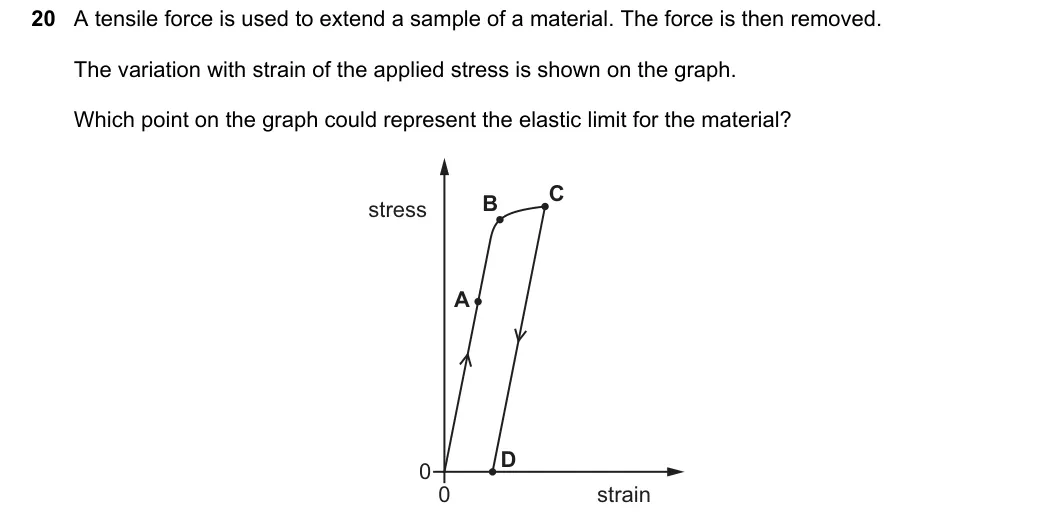 20 A tensile force is used to extend a sample of a material. The force is then removed.
The variation with strain of the applied stress is shown on the graph.
Which point on the graph could represent the elastic limit for the material?
C
B
stress
A
D
0
0
strain